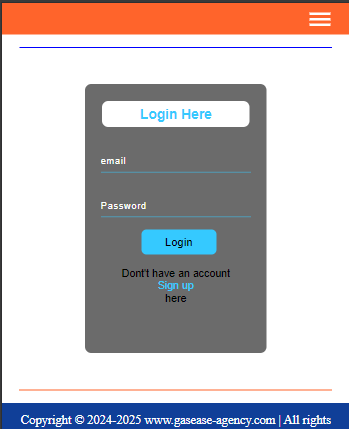 Login Here
email
Password
Login
Dont't have an account
Sign up
here
Copyright © 2024-2025 www.gasease-agency.com | All rights